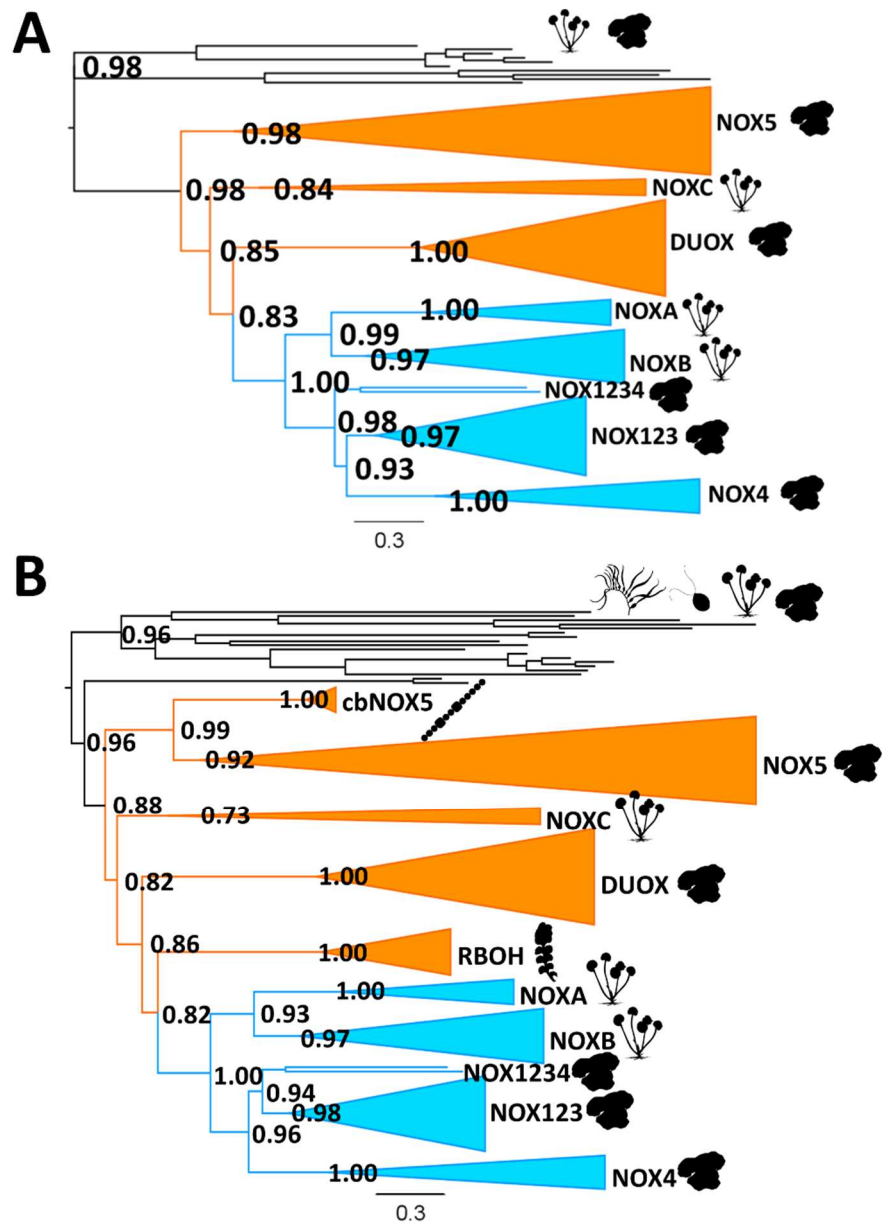 A
0.98
0.98 NOX5
0.98 0.84 NOXC
0.85 1.00 DUOX
1.00 NOXA
0.83
0.99
0.97 NOXB
1.00 NOX1234
0.98 0.97 NOX123
0.93
1.00 NOX4
0.3
B
0.96
1.00 cbNOX5
0.99
0.96
0.92 NOX5
0.88 0.73 NOXC
0.82 1.00 DUOX
0.86 1.00 RBOH
1.00 NOXA
0.82 0.93
0.97 NOXB
1.00 NOX1234
0.94
0.98 NOX123
0.96
1.00 NOX4
0.3